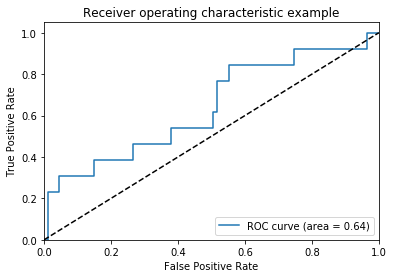 Receiver operating characteristic example
True Positive Rate
1.0
0.8
0.6
0.4
0.2
0.0
ROC curve (area = 0.64)
0.0 0.2 0.4 0.6 0.8 1.0
False Positive Rate